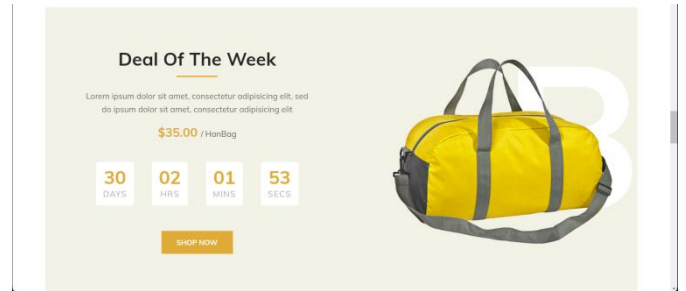 Deal Of The Week
Lorem ipsum dolor sit amet, consectetur adipisicing elit, sed
do ipsum dolor sit amet, consectetur adipisicing elit
$35.00 / HanBag
30 02 01 53
DAYS HRS MINS SECS
SHOP NOW
B